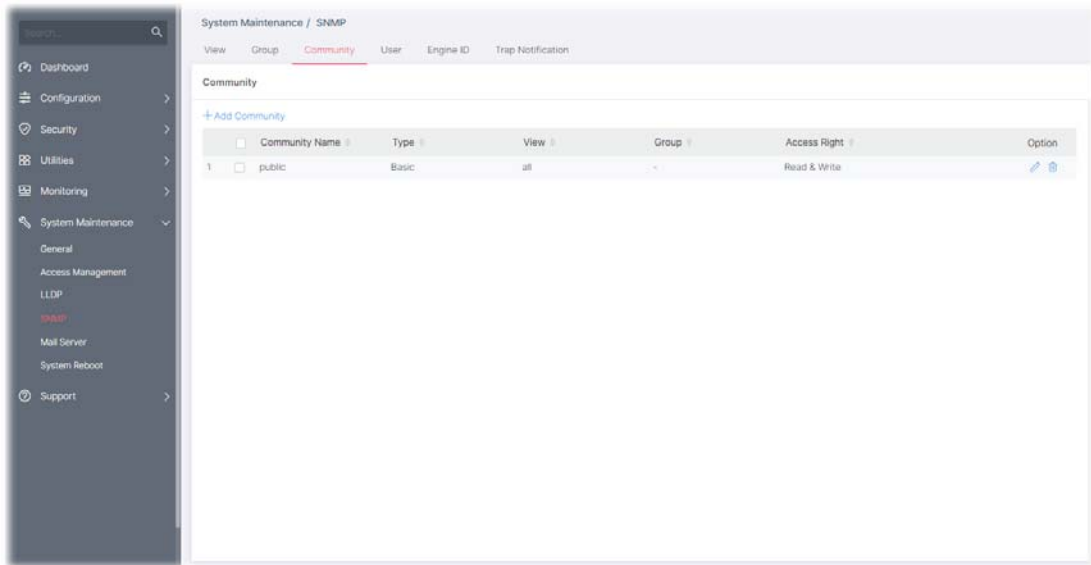 Search...
System Maintenance / SNMP
View Group Community User Engine ID Trap Notification
Dashboard
Configuration
Security
Utilities
Monitoring
System Maintenance
General
Access Management
LLDP
SNMP
Mail Server
System Reboot
Support
Community
+ Add Community
Community Name Type View Group Access Right Option
1 public Basic all - Read & Write